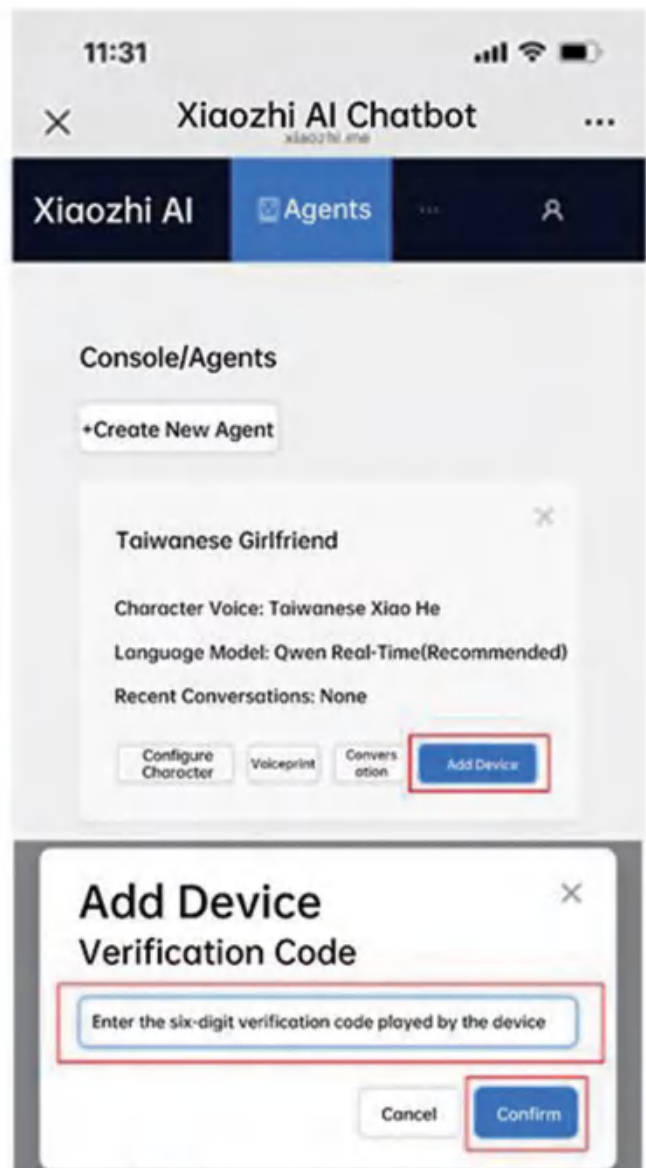 11:31
Xiaozhi AI Chatbot
xiaozhi.me
Xiaozhi AI
Agents
Console/Agents
+Create New Agent
Taiwanese Girlfriend
Character Voice: Taiwanese Xiao He
Language Model: Qwen Real-Time(Recommended)
Recent Conversations: None
Configure
Character
Voiceprint
Convers
ation
Add Device
Add Device
Verification Code
Enter the six-digit verification code played by the device
Cancel
Confirm